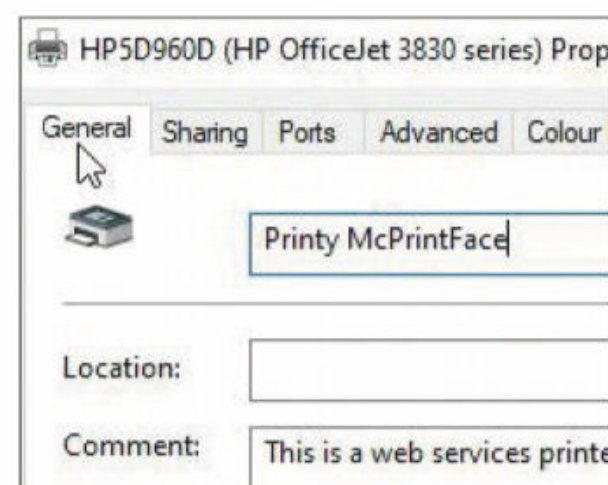 HP5D960D (HP OfficeJet 3830 series) Prop
General Sharing Ports Advanced Colour
Printy McPrintFace
Location:
Comment: This is a web services printe